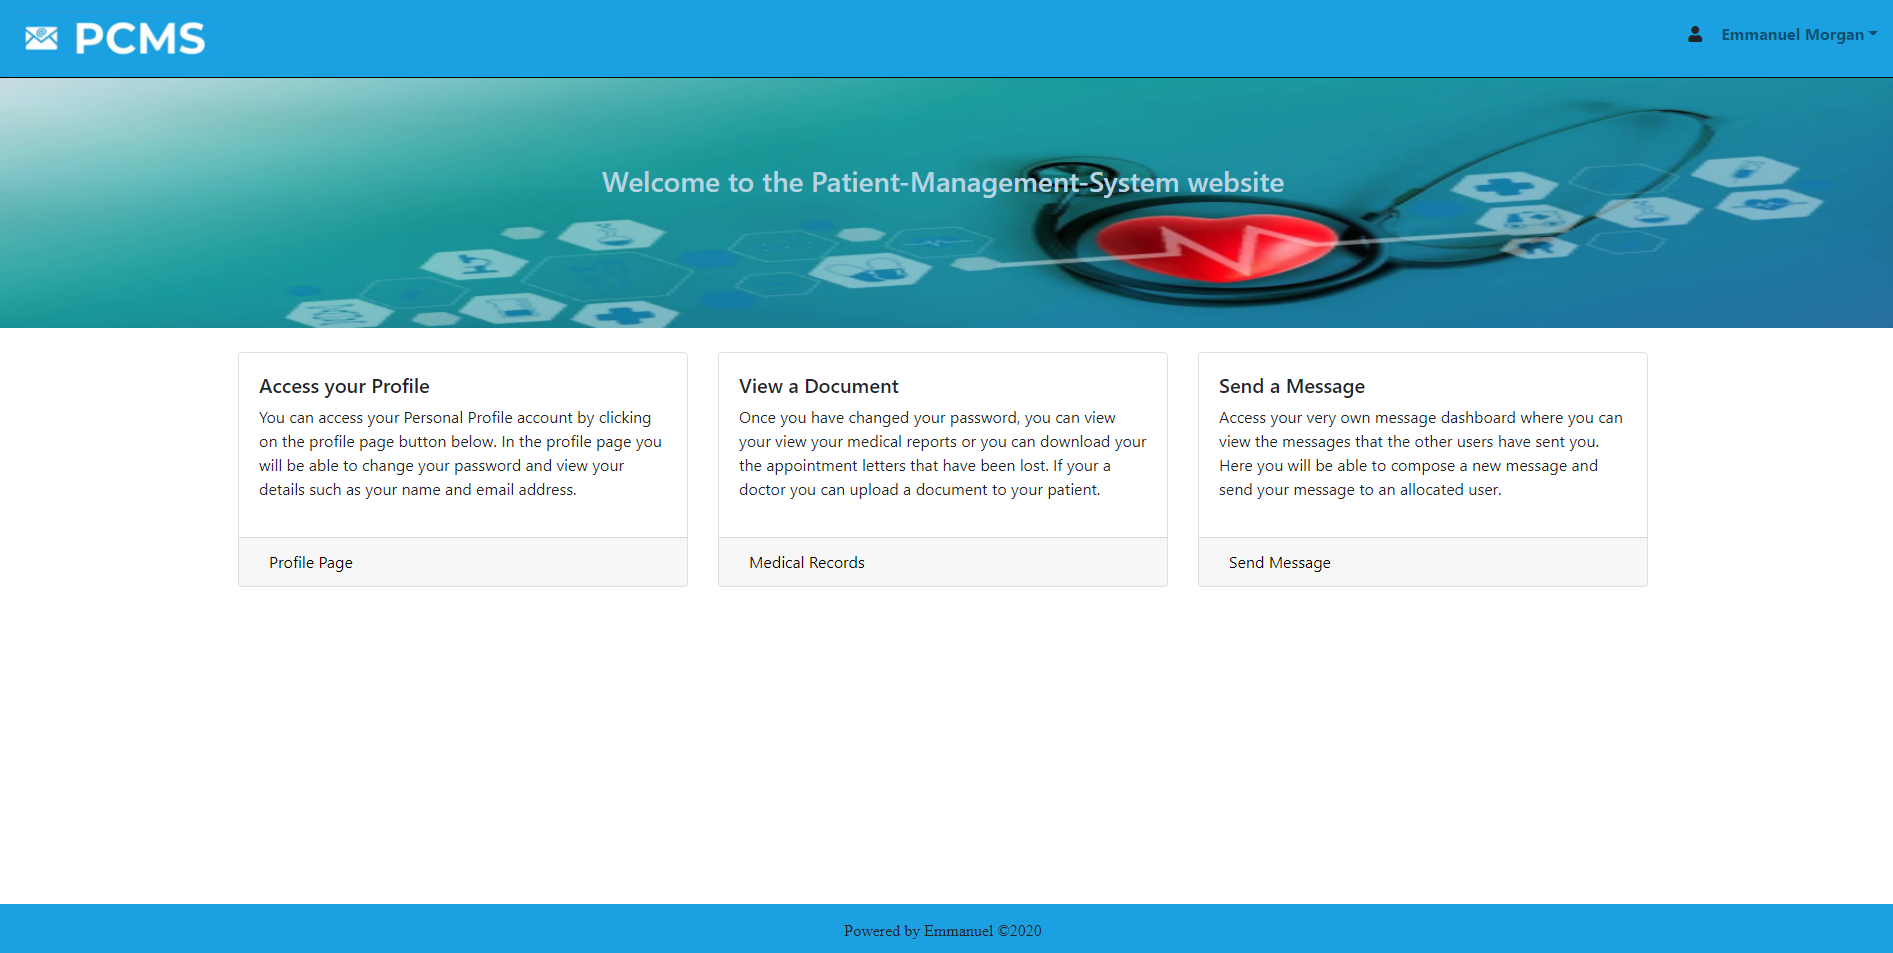 PCMS
Emmanuel Morgan
Welcome to the Patient-Management-System website
Access your Profile
You can access your Personal Profile account by clicking
on the profile page button below. In the profile page you
will be able to change your password and view your
details such as your name and email address.
Profile Page
View a Document
Once you have changed your password, you can view
your view your medical reports or you can download your
the appointment letters that have been lost. If your a
doctor you can upload a document to your patient.
Medical Records
Send a Message
Access your very own message dashboard where you can
view the messages that the other users have sent you.
Here you will be able to compose a new message and
send your message to an allocated user.
Send Message
Powered by Emmanuel ©2020